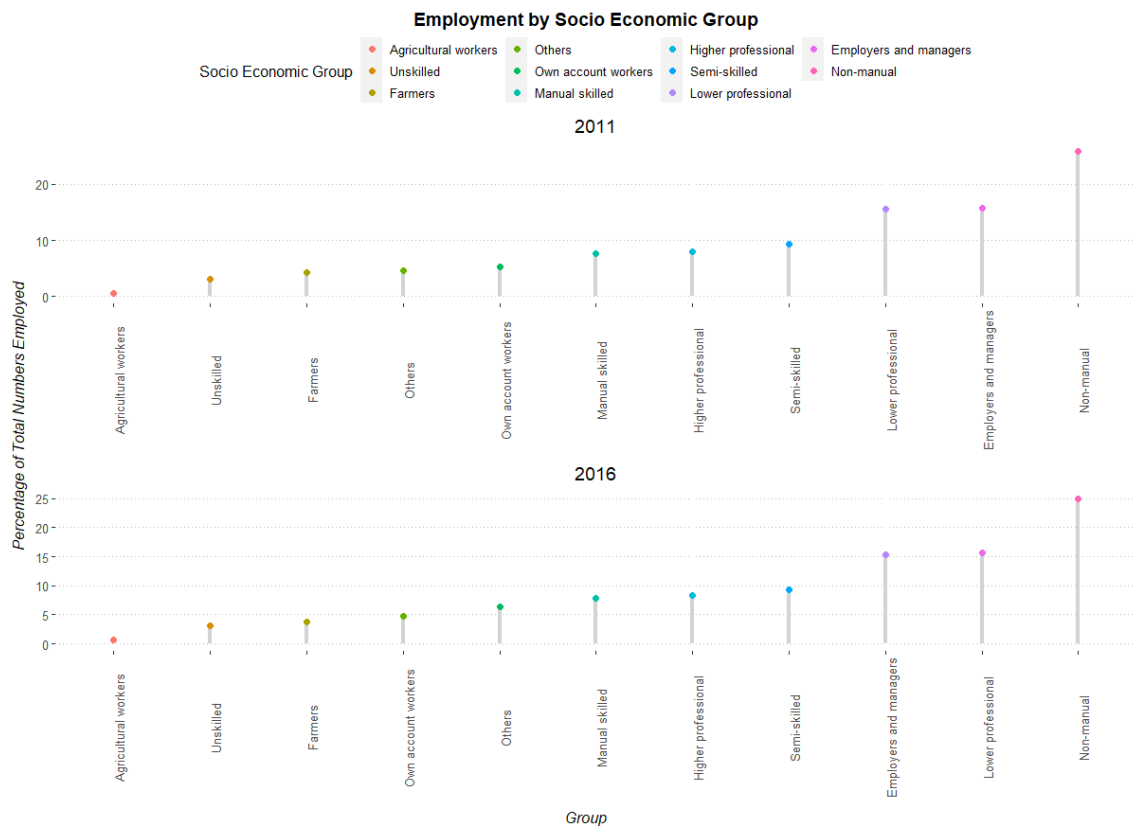 Employment by Socio Economic Group
Socio Economic Group
Agricultural workers
Unskilled
Farmers
Others
Own account workers
Manual skilled
Higher professional
Semi-skilled
Lower professional
Employers and managers
Non-manual
Percentage of Total Numbers Employed
2011
20
10
0
Agricultural workers
Unskilled
Farmers
Others
Own account workers
Manual skilled
Higher professional
Semi-skilled
Lower professional
Employers and managers
Non-manual
2016
25
20
15
10
5
0
Agricultural workers
Unskilled
Farmers
Own account workers
Others
Manual skilled
Higher professional
Semi-skilled
Employers and managers
Lower professional
Non-manual
Group